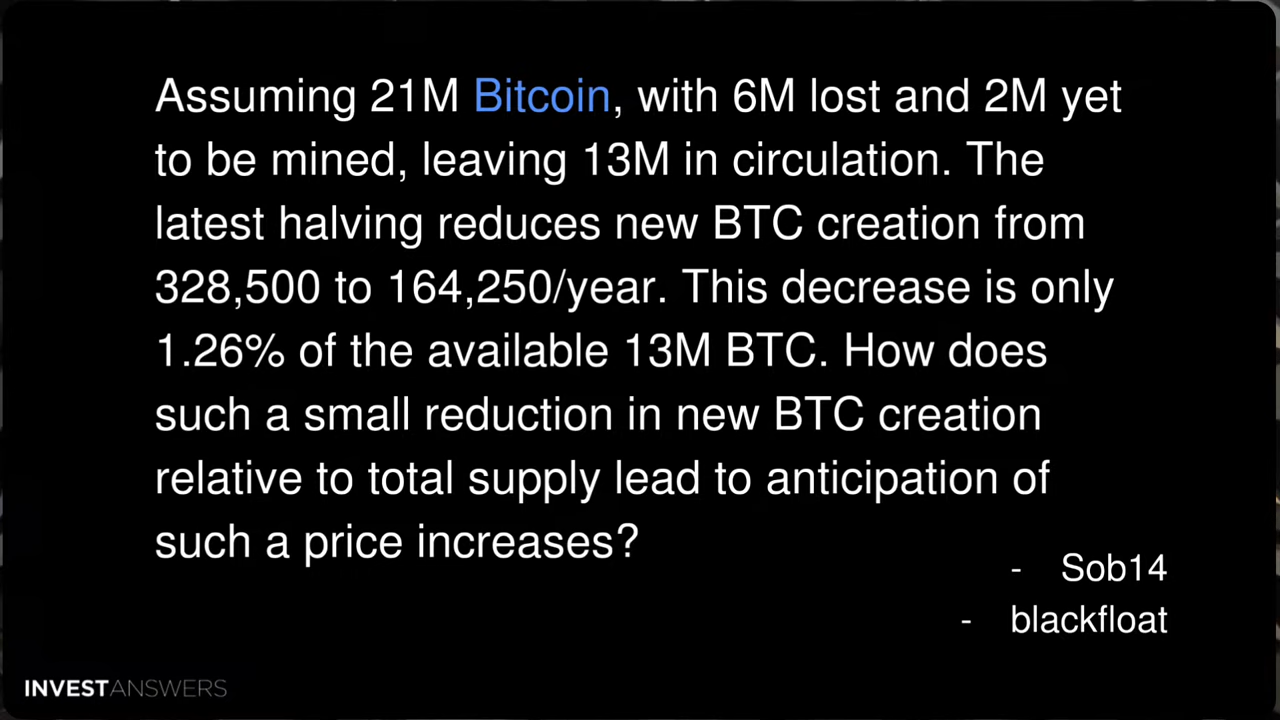 Assuming 21M Bitcoin, with 6M lost and 2M yet
to be mined, leaving 13M in circulation. The
latest halving reduces new BTC creation from
328,500 to 164,250/year. This decrease is only
1.26% of the available 13M BTC. How does
such a small reduction in new BTC creation
relative to total supply lead to anticipation of
such a price increases?
- Sob14
- blackfloat
INVESTANSWERS